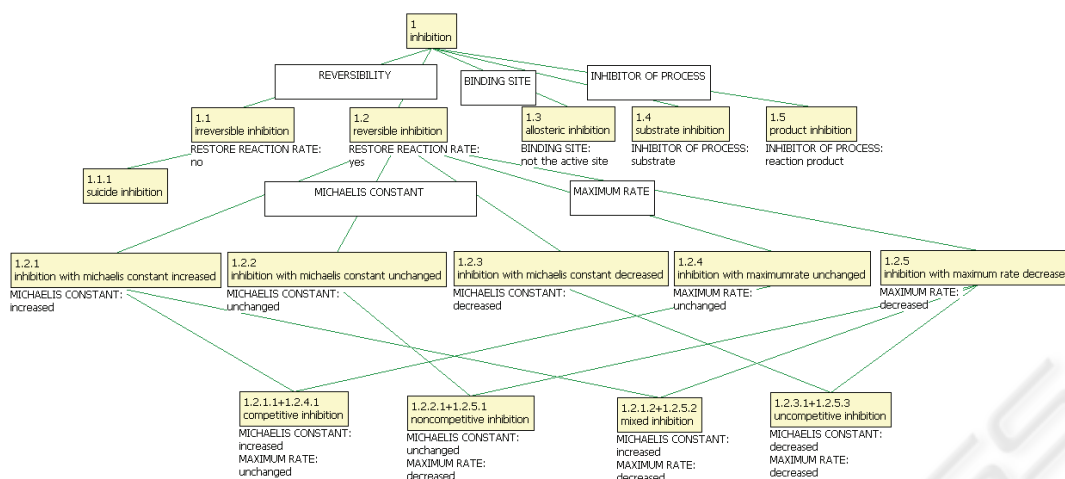 1
inhibition
REVERSIBILITY
BINDING SITE
INHIBITOR OF PROCESS
1.1
irreversible inhibition
RESTORE REACTION RATE:
no
1.2
reversible inhibition
RESTORE REACTION RATE:
yes
1.3
allosteric inhibition
BINDING SITE:
not the active site
1.4
substrate inhibition
INHIBITOR OF PROCESS:
substrate
1.5
product inhibition
INHIBITOR OF PROCESS:
reaction product
1.1.1
suicide inhibition
MICHAELIS CONSTANT
MAXIMUM RATE
1.2.1
inhibition with michaelis constant increased
MICHAELIS CONSTANT:
increased
1.2.2
inhibition with michaelis constant unchanged
MICHAELIS CONSTANT:
unchanged
1.2.3
inhibition with michaelis constant decreased
MICHAELIS CONSTANT:
decreased
1.2.4
inhibition with maximumrate unchanged
MAXIMUM RATE:
unchanged
1.2.5
inhibition with maximum rate decreased
MAXIMUM RATE:
decreased
1.2.1.1+1.2.4.1
competitive inhibition
MICHAELIS CONSTANT:
increased
MAXIMUM RATE:
unchanged
1.2.2.1+1.2.5.1
noncompetitive inhibition
MICHAELIS CONSTANT:
unchanged
MAXIMUM RATE:
decreased
1.2.1.2+1.2.5.2
mixed inhibition
MICHAELIS CONSTANT:
increased
MAXIMUM RATE:
decreased
1.2.3.1+1.2.5.3
uncompetitive inhibition
MICHAELIS CONSTANT:
decreased
MAXIMUM RATE:
decreased